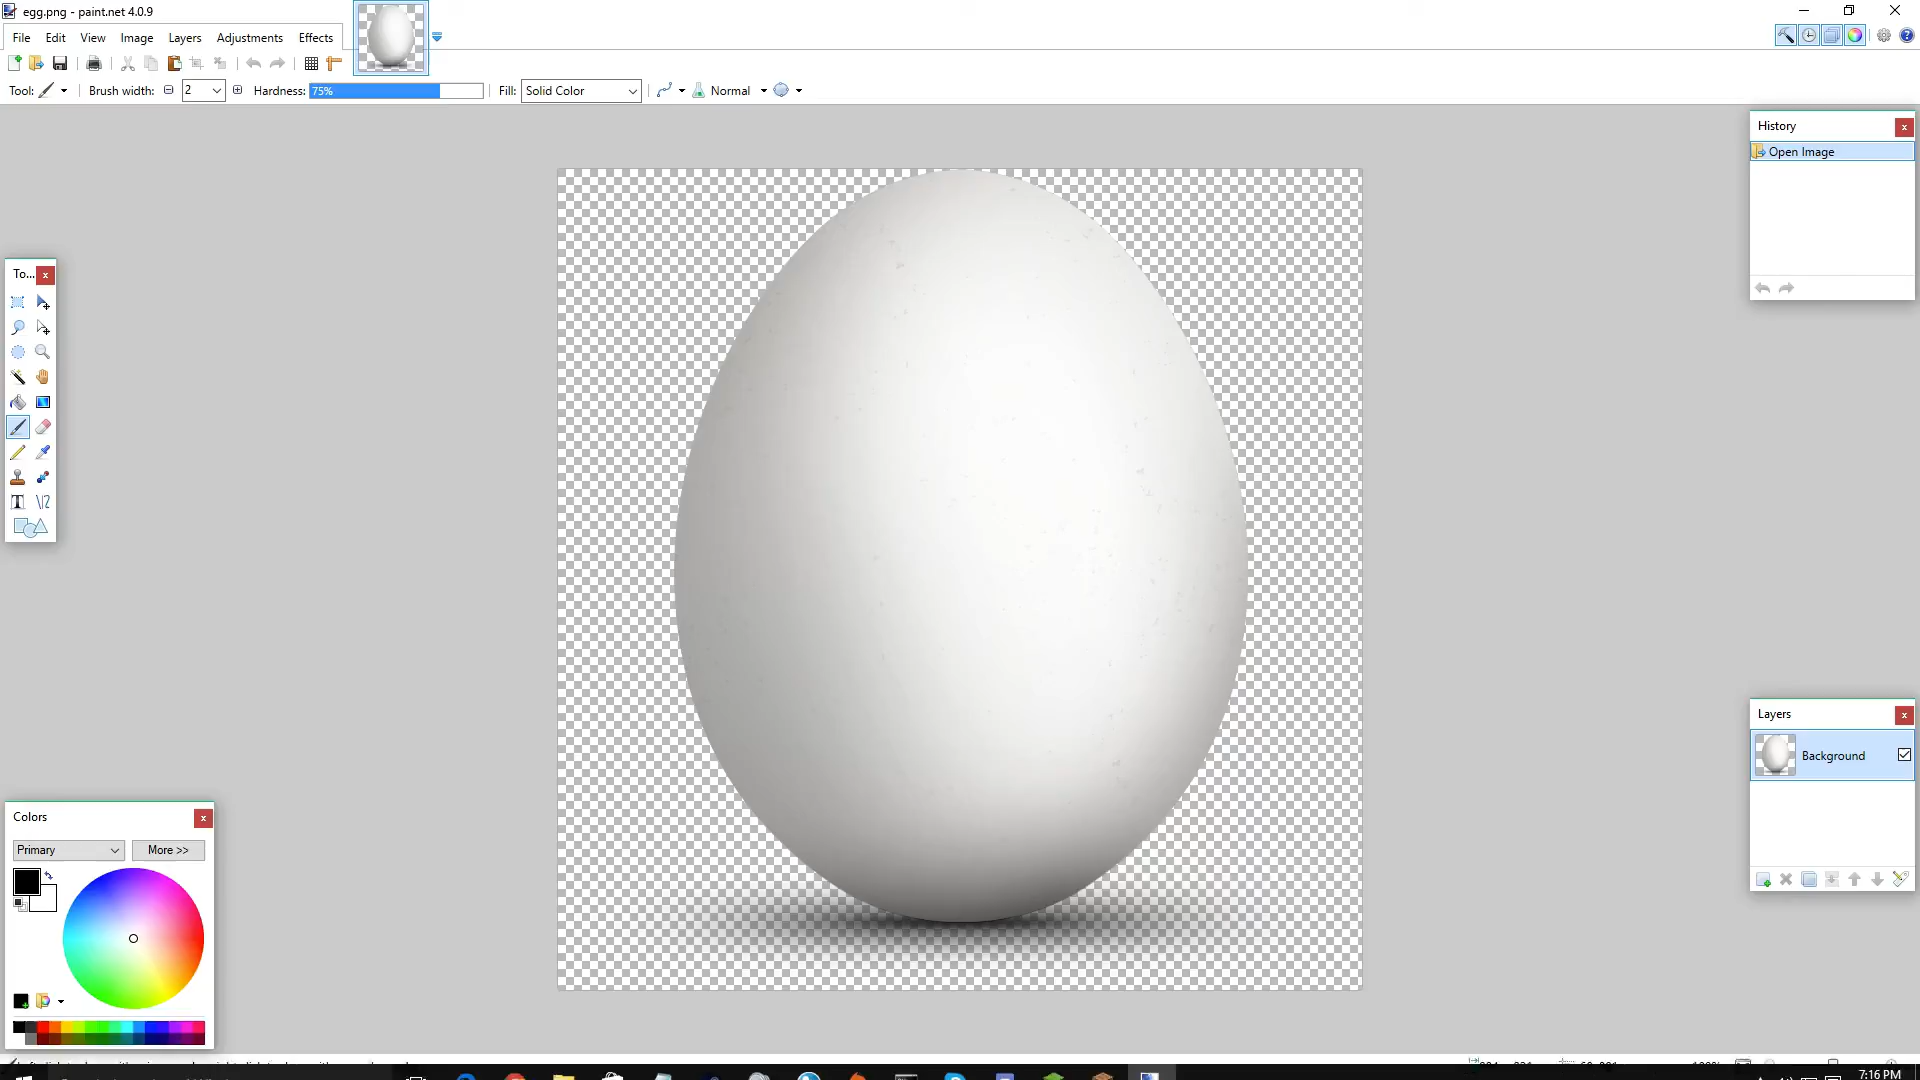 egg.png - paint.net 4.0.9
File Edit View Image Layers Adjustments Effects
Tool: Brush width: 2 Hardness: 75% Fill: Solid Color Normal
History
Open Image
To...
Layers
Background
Colors
Primary More >>
7:16 PM